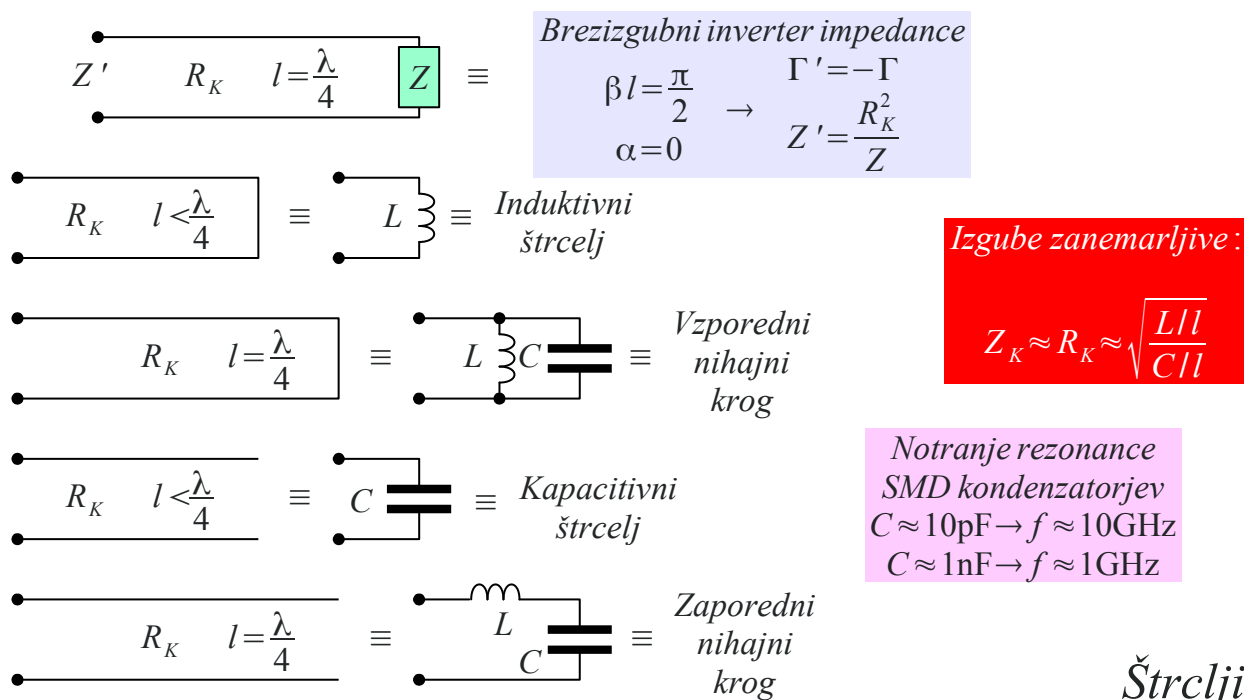 Brezizgubni inverter impedance
Z' R_K l=λ/4 Z ≡
βl=π/2 → Γ'=−Γ
α=0 Z'=R_K²/Z
R_K l<λ/4 ≡ L ≡ Induktivni
štrcelj
Izgube zanemarljive:
Z_K≈R_K≈√((L/l)/(C/l))
R_K l=λ/4 ≡ L C ≡ Vzporedni
nihajni
krog
R_K l<λ/4 ≡ C ≡ Kapacitivni
štrcelj
Notranje rezonance
SMD kondenzatorjev
C≈10pF→f≈10GHz
C≈1nF→f≈1GHz
R_K l=λ/4 ≡ L C ≡ Zaporedni
nihajni
krog
Štrclji